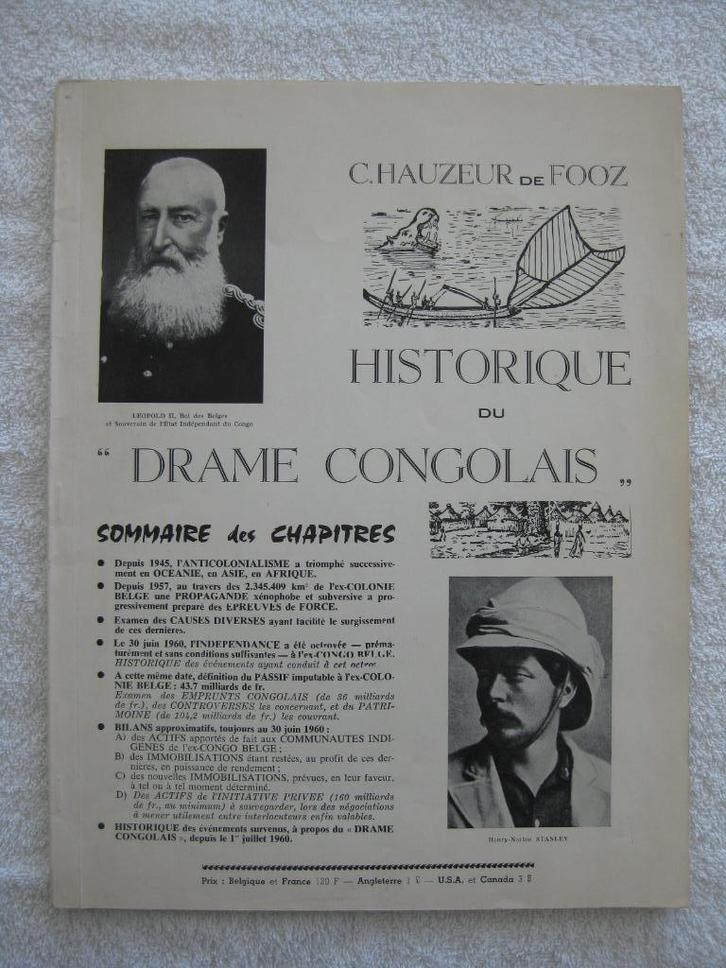 C. HAUZEUR DE FOOZ
LEOPOLD II, Roi des Belges
et Souverain de l'État Indépendant du Congo
HISTORIQUE
DU
“ DRAME CONGOLAIS „
SOMMAIRE des CHAPITRES
● Depuis 1945, l'ANTICOLONIALISME a triomphé successive-
ment en OCEANIE, en ASIE, en AFRIQUE.
● Depuis 1957, au travers des 2.345.409 km² de l'ex-COLONIE
BELGE une PROPAGANDE xénophobe et subversive a pro-
gressivement préparé des EPREUVES de FORCE.
● Examen des CAUSES DIVERSES ayant facilité le surgissement
de ces dernières.
● Le 30 juin 1960, l'INDEPENDANCE a été octroyée — préma-
turément et sans conditions suffisantes — à l'ex-CONGO BELGE.
HISTORIQUE des événements ayant conduit à cet octroi.
● A cette même date, définition du PASSIF imputable à l'ex-COLO-
NIE BELGE : 43.7 milliards de fr.
Examen des EMPRUNTS CONGOLAIS (de 36 milliards
de fr.), des CONTROVERSES les concernant, et du PATRI-
MOINE (de 104,2 milliards de fr.) les couvrant.
● BILANS approximatifs, toujours au 30 juin 1960 :
A) des ACTIFS apportés de fait aux COMMUNAUTES INDI-
GENES de l'ex-CONGO BELGE ;
B) des IMMOBILISATIONS étant restées, au profit de ces der-
nières, en puissance de rendement ;
C) des nouvelles IMMOBILISATIONS, prévues, en leur faveur,
à tel ou à tel moment déterminé.
D) Des ACTIFS de l'INITIATIVE PRIVEE (160 milliards
de fr., au minimum) à sauvegarder, lors des négociations
à mener utilement entre interlocuteurs enfin valables.
● HISTORIQUE des événements survenus, à propos du « DRAME
CONGOLAIS », depuis le 1er juillet 1960.
Henry-Morton STANLEY
Prix : Belgique et France 120 F — Angleterre 1 £ — U.S.A. et Canada 3 $